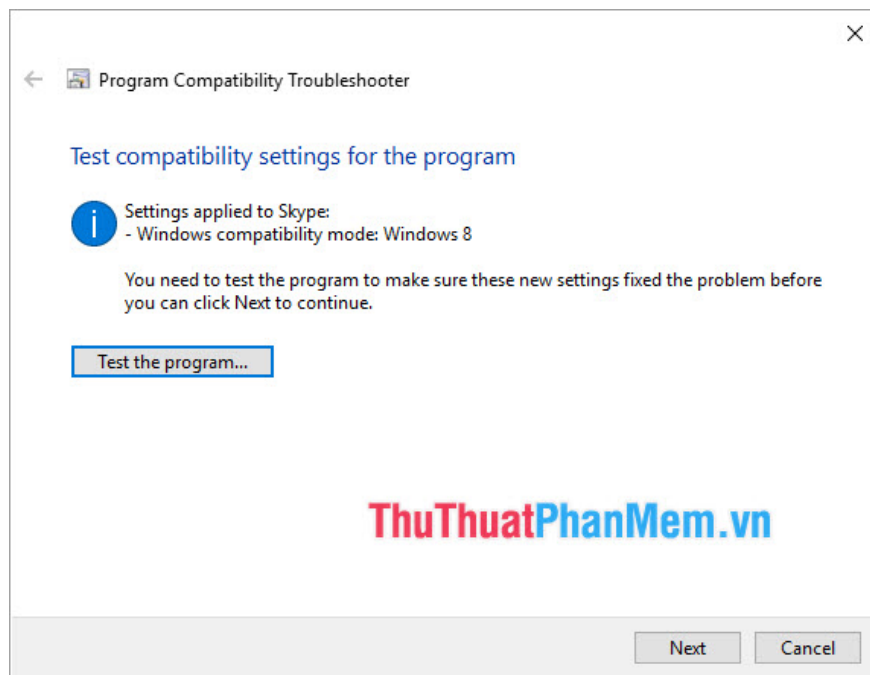 Program Compatibility Troubleshooter
Test compatibility settings for the program
Settings applied to Skype:
- Windows compatibility mode: Windows 8
You need to test the program to make sure these new settings fixed the problem before
you can click Next to continue.
Test the program...
ThuThuatPhanMem.vn
Next
Cancel